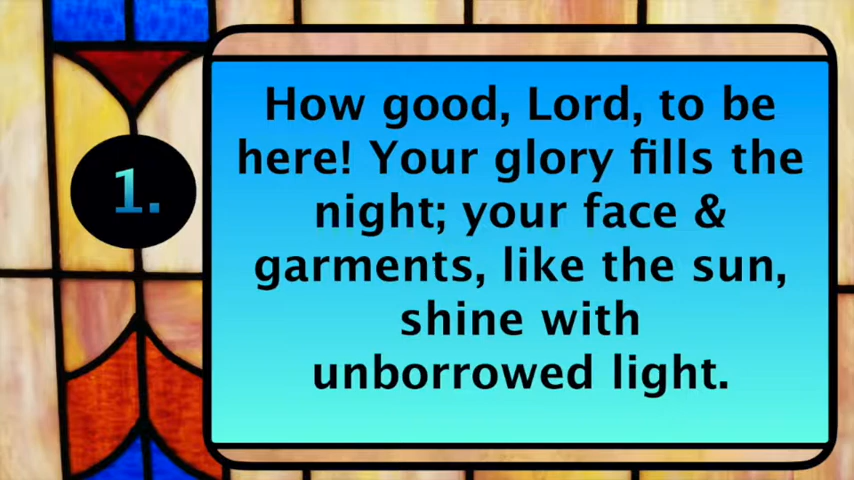 1.
How good, Lord, to be
here! Your glory fills the
night; your face &
garments, like the sun,
shine with
unborrowed light.